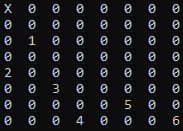 X 0 0 0 0 0 0 0
0 0 0 0 0 0 0 0
0 1 0 0 0 0 0 0
0 0 0 0 0 0 0 0
2 0 0 0 0 0 0 0
0 0 3 0 0 0 0 0
0 0 0 0 0 5 0 0
0 0 0 4 0 0 0 6